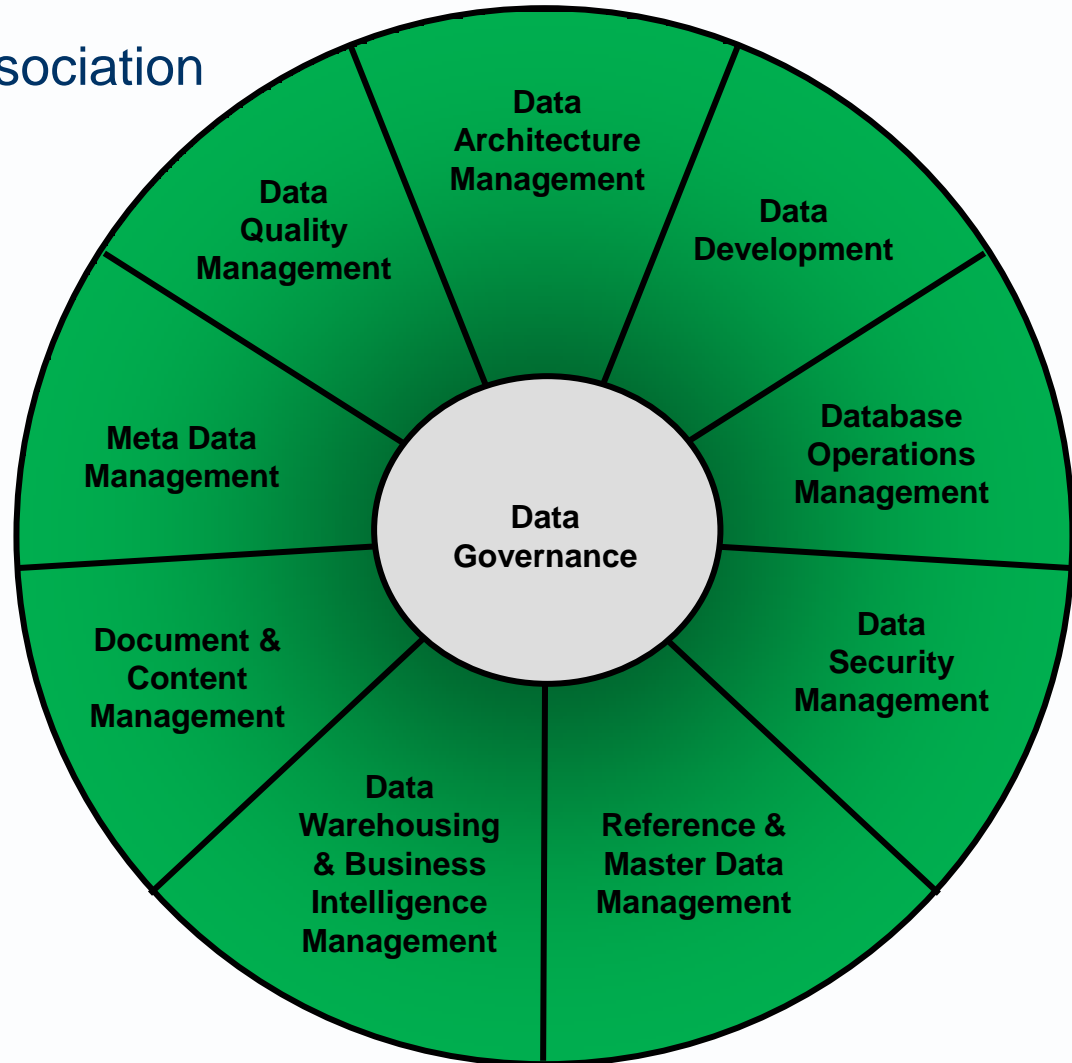 sociation
Data
Architecture
Management
Data
Development
Database
Operations
Management
Data
Security
Management
Reference &
Master Data
Management
Data
Warehousing
& Business
Intelligence
Management
Document &
Content
Management
Meta Data
Management
Data
Quality
Management
Data
Governance